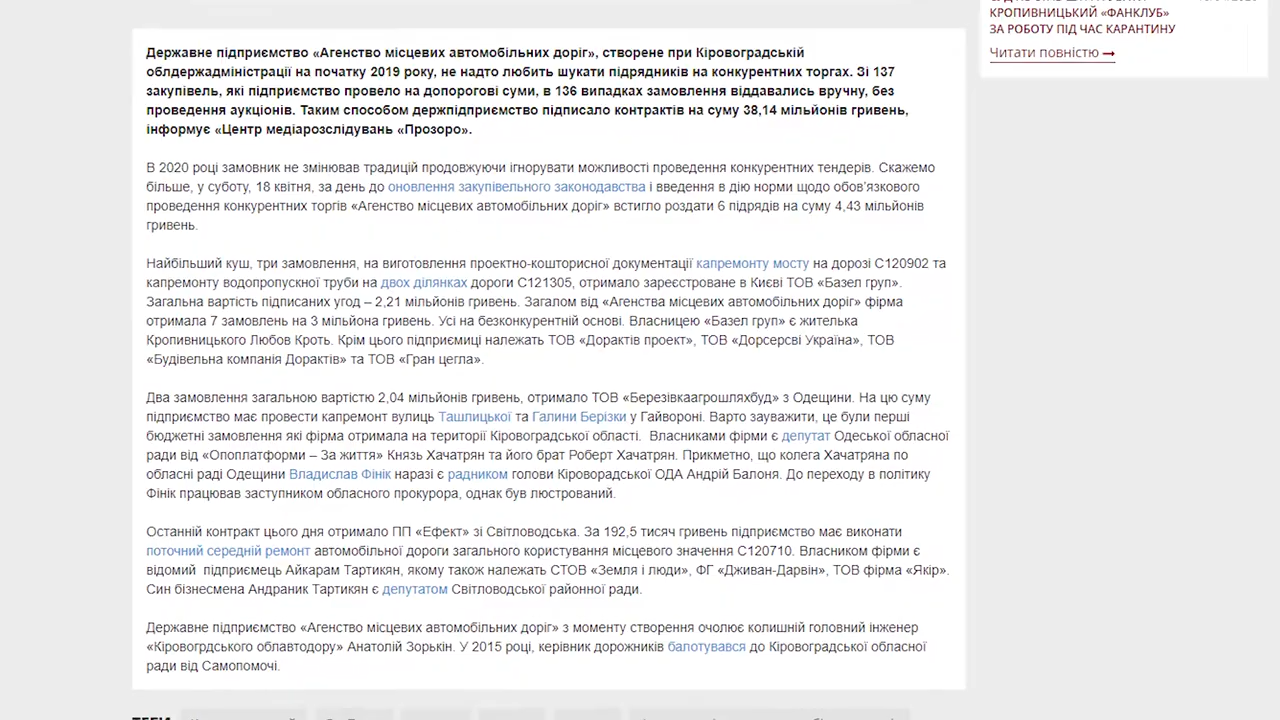 КРОПИВНИЦЬКИЙ «ФАНКЛУБ»
ЗА РОБОТУ ПІД ЧАС КАРАНТИНУ
Читати повністю →
Державне підприємство «Агенство місцевих автомобільних доріг», створене при Кіровоградській
облдержадміністрації на початку 2019 року, не надто любить шукати підрядників на конкурентних торгах. Зі 137
закупівель, які підприємство провело на допорогові суми, в 136 випадках замовлення віддавались вручну, без
проведення аукціонів. Таким способом держпідприємство підписало контрактів на суму 38,14 мільйонів гривень,
інформує «Центр медіарозслідувань «Прозоро».
В 2020 році замовник не змінював традицій продовжуючи ігнорувати можливості проведення конкурентних тендерів. Скажемо
більше, у суботу, 18 квітня, за день до оновлення закупівельного законодавства і введення в дію норми щодо обов’язкового
проведення конкурентних торгів «Агенство місцевих автомобільних доріг» встигло роздати 6 підрядів на суму 4,43 мільйонів
гривень.
Найбільший куш, три замовлення, на виготовлення проектно-кошторисної документації капремонту мосту на дорозі С120902 та
капремонту водопропускної труби на двох ділянках дороги С121305, отримало зареєстроване в Києві ТОВ «Базел груп».
Загальна вартість підписаних угод – 2,21 мільйонів гривень. Загалом від «Агенства місцевих автомобільних доріг» фірма
отримала 7 замовлень на 3 мільйона гривень. Усі на безконкурентній основі. Власницею «Базел груп» є жителька
Кропивницького Любов Кроть. Крім цього підприємиці належать ТОВ «Дорактів проект», ТОВ «Дорсерсві Україна», ТОВ
«Будівельна компанія Дорактів» та ТОВ «Гран цегла».
Два замовлення загальною вартістю 2,04 мільйонів гривень, отримало ТОВ «Березівкаагрошляхбуд» з Одещини. На цю суму
підприємство має провести капремонт вулиць Ташлицької та Галини Берізки у Гайвороні. Варто зауважити, це були перші
бюджетні замовлення які фірма отримала на території Кіровоградської області.  Власниками фірми є депутат Одеської обласної
ради від «Опоплатформи – За життя» Князь Хачатрян та його брат Роберт Хачатрян. Прикметно, що колега Хачатряна по
обласні раді Одещини Владислав Фінік наразі є радником голови Кіроворадської ОДА Андрій Балоня. До переходу в політику
Фінік працював заступником обласного прокурора, однак був люстрований.
Останній контракт цього дня отримало ПП «Ефект» зі Світловодська. За 192,5 тисяч гривень підприємство має виконати
поточний середній ремонт автомобільної дороги загального користування місцевого значення С120710. Власником фірми є
відомий  підприємець Айкарам Тартикян, якому також належать СТОВ «Земля і люди», ФГ «Дживан-Дарвін», ТОВ фірма «Якір».
Син бізнесмена Андраник Тартикян є депутатом Світловодської районної ради.
Державне підприємство «Агенство місцевих автомобільних доріг» з моменту створення очолює колишній головний інженер
«Кіровогрдського облавтодору» Анатолій Зорькін. У 2015 році, керівник дорожників балотувався до Кіровоградської обласної
ради від Самопомочі.